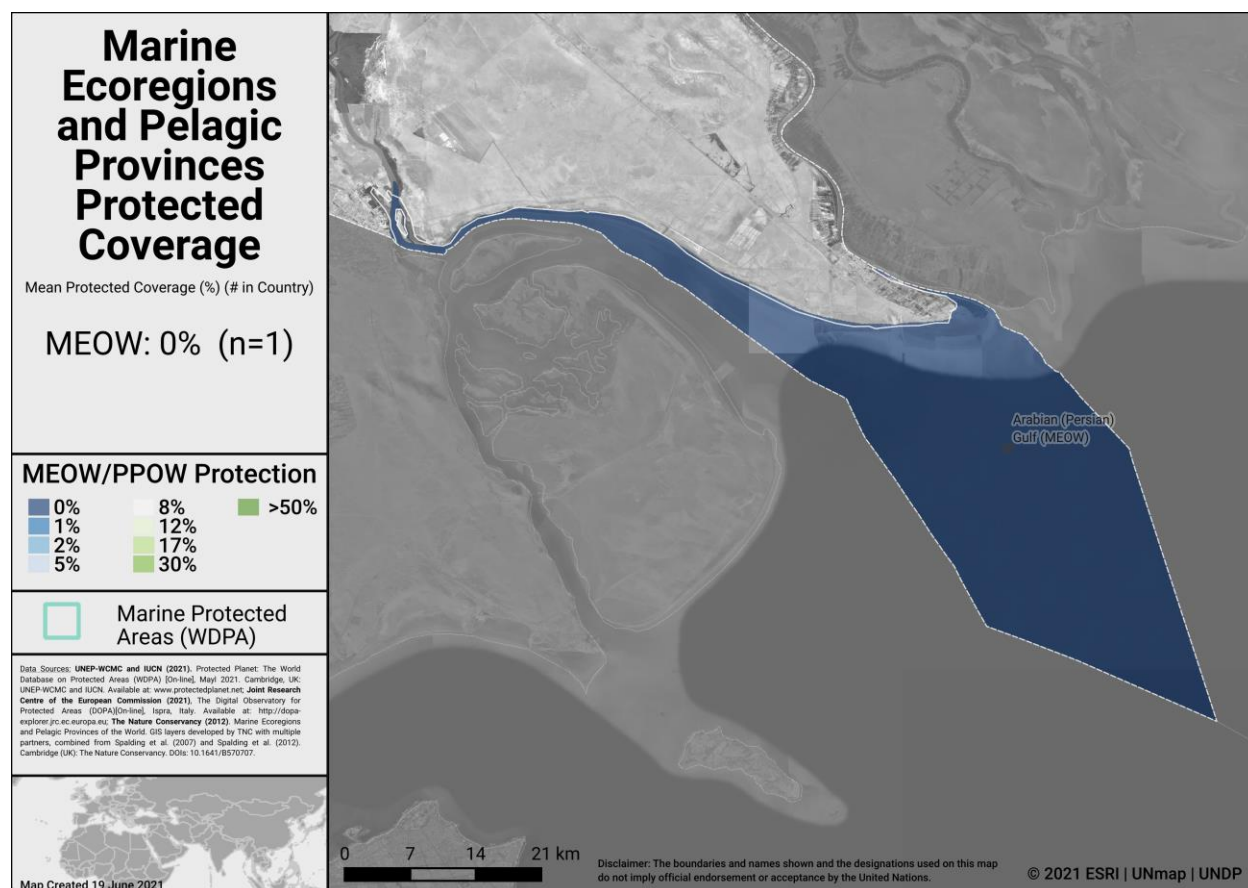 Marine
Ecoregions
and Pelagic
Provinces
Protected
Coverage
Mean Protected Coverage (%) (# in Country)
MEOW: 0% (n=1)
MEOW/PPOW Protection
0%
1%
2%
5%
8%
12%
17%
30%
>50%
Marine Protected
Areas (WDPA)
Data Sources: UNEP-WCMC and IUCN (2021). Protected Planet: The World
Database on Protected Areas (WDPA) [On-line], Mayl 2021. Cambridge, UK:
UNEP-WCMC and IUCN. Available at: www.protectedplanet.net; Joint Research
Centre of the European Commission (2021), The Digital Observatory for
Protected Areas (DOPA)[On-line], Ispra, Italy. Available at: http://dopa-
explorer.jrc.ec.europa.eu; The Nature Conservancy (2012). Marine Ecoregions
and Pelagic Provinces of the World. GIS layers developed by TNC with multiple
partners, combined from Spalding et al. (2007) and Spalding et al. (2012).
Cambridge (UK): The Nature Conservancy. DOIs: 10.1641/B570707.
Map Created 19 June 2021
Arabian (Persian)
Gulf (MEOW)
0 7 14 21 km
Disclaimer: The boundaries and names shown and the designations used on this map
do not imply official endorsement or acceptance by the United Nations.
© 2021 ESRI | UNmap | UNDP